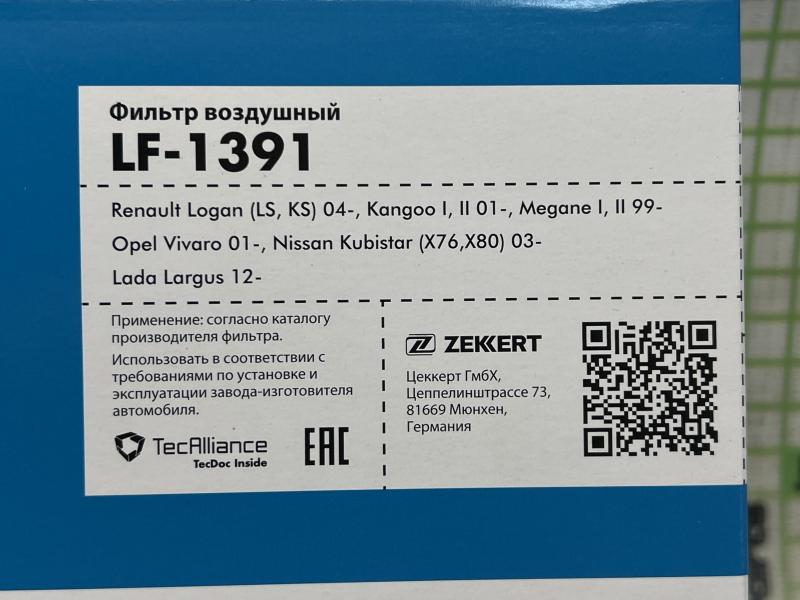 Фильтр воздушный
LF-1391
Renault Logan (LS, KS) 04-, Kangoo I, II 01-, Megane I, II 99-
Opel Vivaro 01-, Nissan Kubistar (X76,X80) 03-
Lada Largus 12-
Применение: согласно каталогу
производителя фильтра.
Использовать в соответствии с
требованиями по установке и
эксплуатации завода-изготовителя
автомобиля.
TecAlliance
TecDoc Inside
EAC
ZEKKERT
Цеккерт ГмбХ,
Цеппелинштрассе 73,
81669 Мюнхен,
Германия